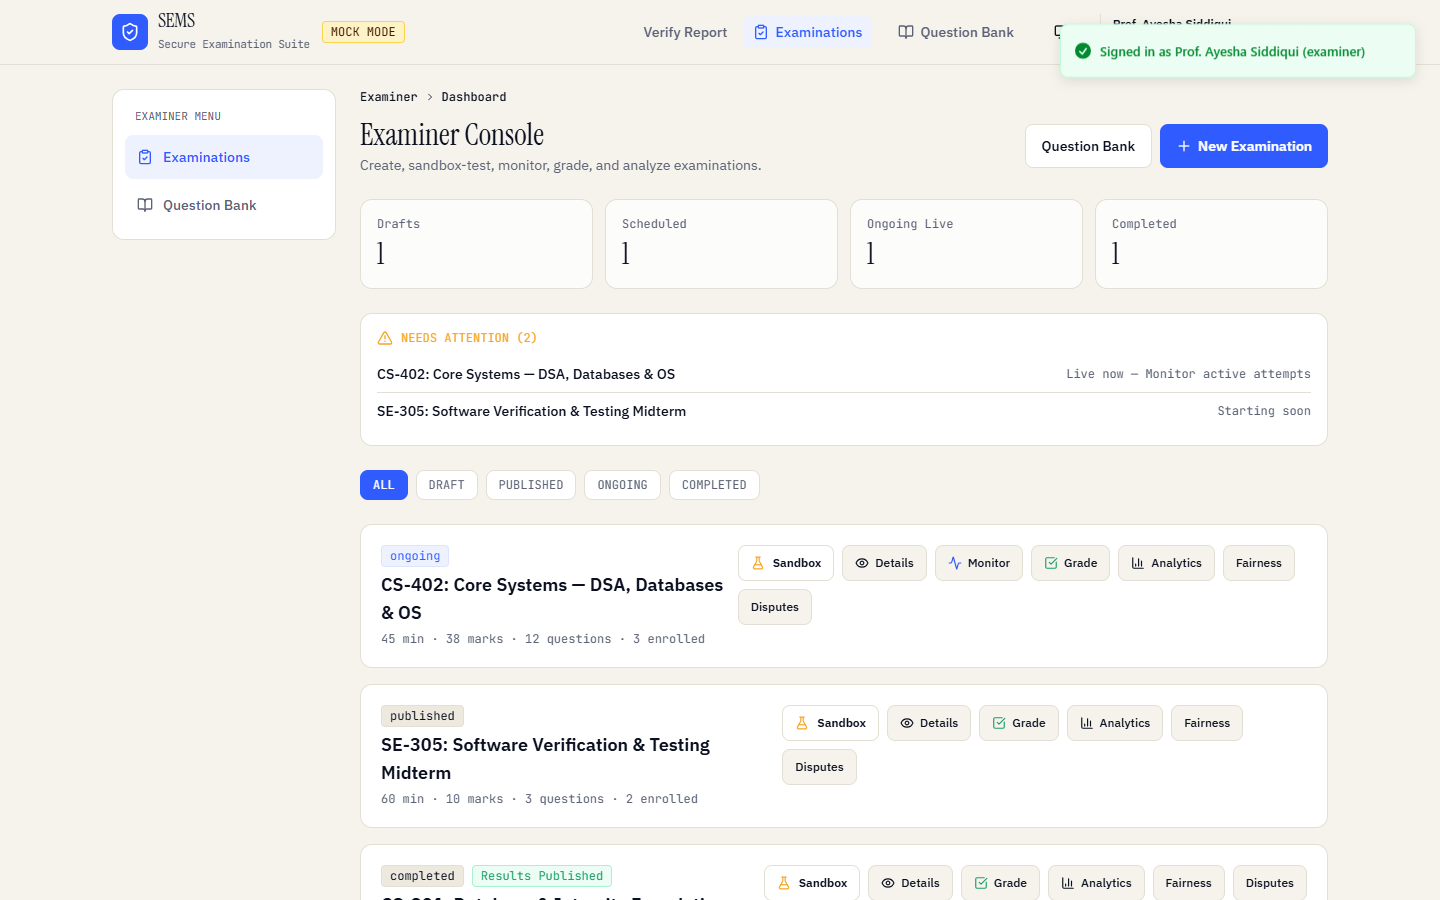 SEMS
Secure Examination Suite
MOCK MODE
Verify Report
Examinations
Question Bank
Signed in as Prof. Ayesha Siddiqui (examiner)
EXAMINER MENU
Examinations
Question Bank
Examiner > Dashboard
Examiner Console
Create, sandbox-test, monitor, grade, and analyze examinations.
Question Bank
+ New Examination
Drafts
1
Scheduled
1
Ongoing Live
1
Completed
1
NEEDS ATTENTION (2)
CS-402: Core Systems — DSA, Databases & OS
Live now — Monitor active attempts
SE-305: Software Verification & Testing Midterm
Starting soon
ALL
DRAFT
PUBLISHED
ONGOING
COMPLETED
ongoing
CS-402: Core Systems — DSA, Databases
& OS
45 min · 38 marks · 12 questions · 3 enrolled
Sandbox
Details
Monitor
Grade
Analytics
Fairness
Disputes
published
SE-305: Software Verification & Testing
Midterm
60 min · 10 marks · 3 questions · 2 enrolled
Sandbox
Details
Grade
Analytics
Fairness
Disputes
completed
Results Published
Sandbox
Details
Grade
Analytics
Fairness
Disputes